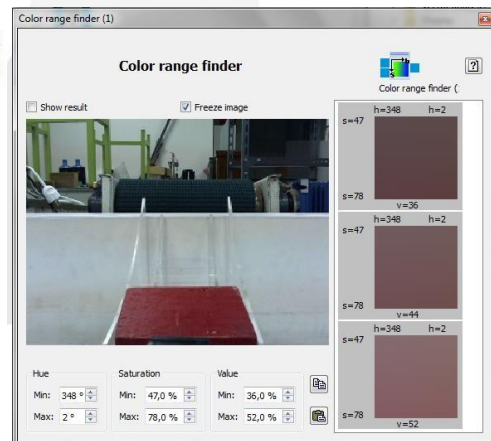 Color range finder (1)
Color range finder
Color range finder (
Show result
Freeze image
h=348 h=2
s=47
s=78
v=36
h=348 h=2
s=47
s=78
v=44
h=348 h=2
s=47
s=78
v=52
Hue
Min: 348 °
Max: 2 °
Saturation
Min: 47,0 %
Max: 78,0 %
Value
Min: 36,0 %
Max: 52,0 %